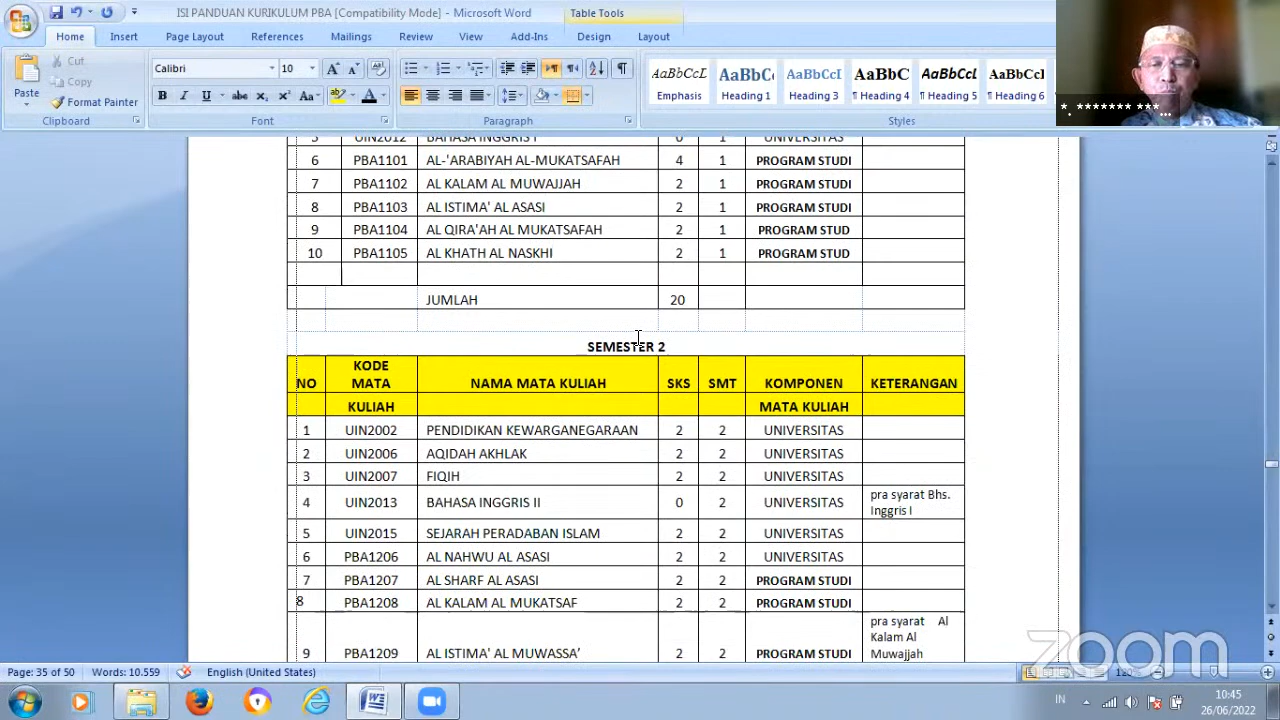 ISI PANDUAN KURIKULUM PBA [Compatibility Mode] - Microsoft Word Table Tools
Home Insert Page Layout References Mailings Review View Add-Ins Design Layout
Cut
Copy
Paste
Format Painter
Clipboard
Calibri 10
Font
Paragraph
AaBbCcL AaBbCc AaBbCcI AaBbC AaBbCcI AaBbCc
Emphasis Heading 1 Heading 3 ¶ Heading 4 ¶ Heading 5 ¶ Heading 6
Styles
*. ******* ***...
5 UIN2012 BAHASA INGGRIS I 0 1 UNIVERSITAS
6 PBA1101 AL-'ARABIYAH AL-MUKATSAFAH 4 1 PROGRAM STUDI
7 PBA1102 AL KALAM AL MUWAJJAH 2 1 PROGRAM STUDI
8 PBA1103 AL ISTIMA' AL ASASI 2 1 PROGRAM STUDI
9 PBA1104 AL QIRA'AH AL MUKATSAFAH 2 1 PROGRAM STUD
10 PBA1105 AL KHATH AL NASKHI 2 1 PROGRAM STUD
JUMLAH 20
SEMESTER 2
NO KODE MATA NAMA MATA KULIAH SKS SMT KOMPONEN KETERANGAN
KULIAH MATA KULIAH
1 UIN2002 PENDIDIKAN KEWARGANEGARAAN 2 2 UNIVERSITAS
2 UIN2006 AQIDAH AKHLAK 2 2 UNIVERSITAS
3 UIN2007 FIQIH 2 2 UNIVERSITAS
4 UIN2013 BAHASA INGGRIS II 0 2 UNIVERSITAS pra syarat Bhs. Inggris I
5 UIN2015 SEJARAH PERADABAN ISLAM 2 2 UNIVERSITAS
6 PBA1206 AL NAHWU AL ASASI 2 2 UNIVERSITAS
7 PBA1207 AL SHARF AL ASASI 2 2 PROGRAM STUDI
8 PBA1208 AL KALAM AL MUKATSAF 2 2 PROGRAM STUDI
9 PBA1209 AL ISTIMA' AL MUWASSA' 2 2 PROGRAM STUDI pra syarat Al Kalam Al Muwajjah
zoom
Page: 35 of 50 Words: 10.559 English (United States)
IN
10:45
26/06/2022